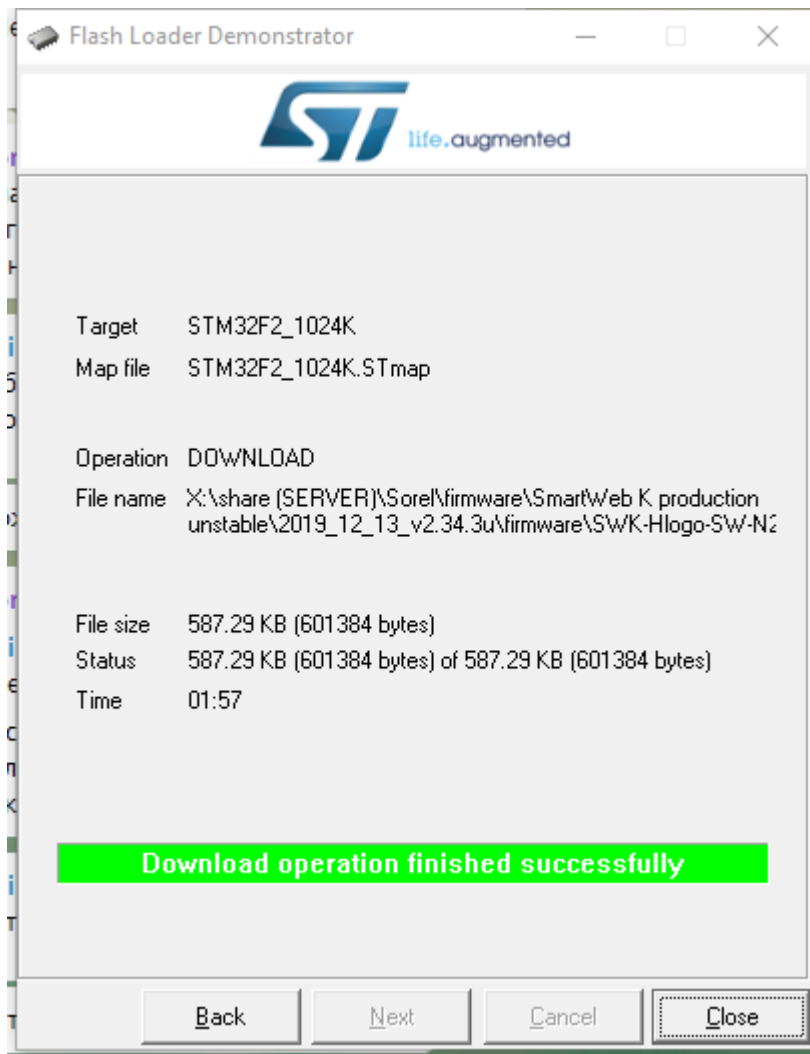 Flash Loader Demonstrator
ST life.augmented
Target STM32F2_1024K
Map file STM32F2_1024K.STmap
Operation DOWNLOAD
File name X:\share (SERVER)\Sorel\firmware\SmartWeb K production
unstable\2019_12_13_v2.34.3u\firmware\SWK-Hlogo-SW-N2
File size 587.29 KB (601384 bytes)
Status 587.29 KB (601384 bytes) of 587.29 KB (601384 bytes)
Time 01:57
Download operation finished successfully
Back Next Cancel Close